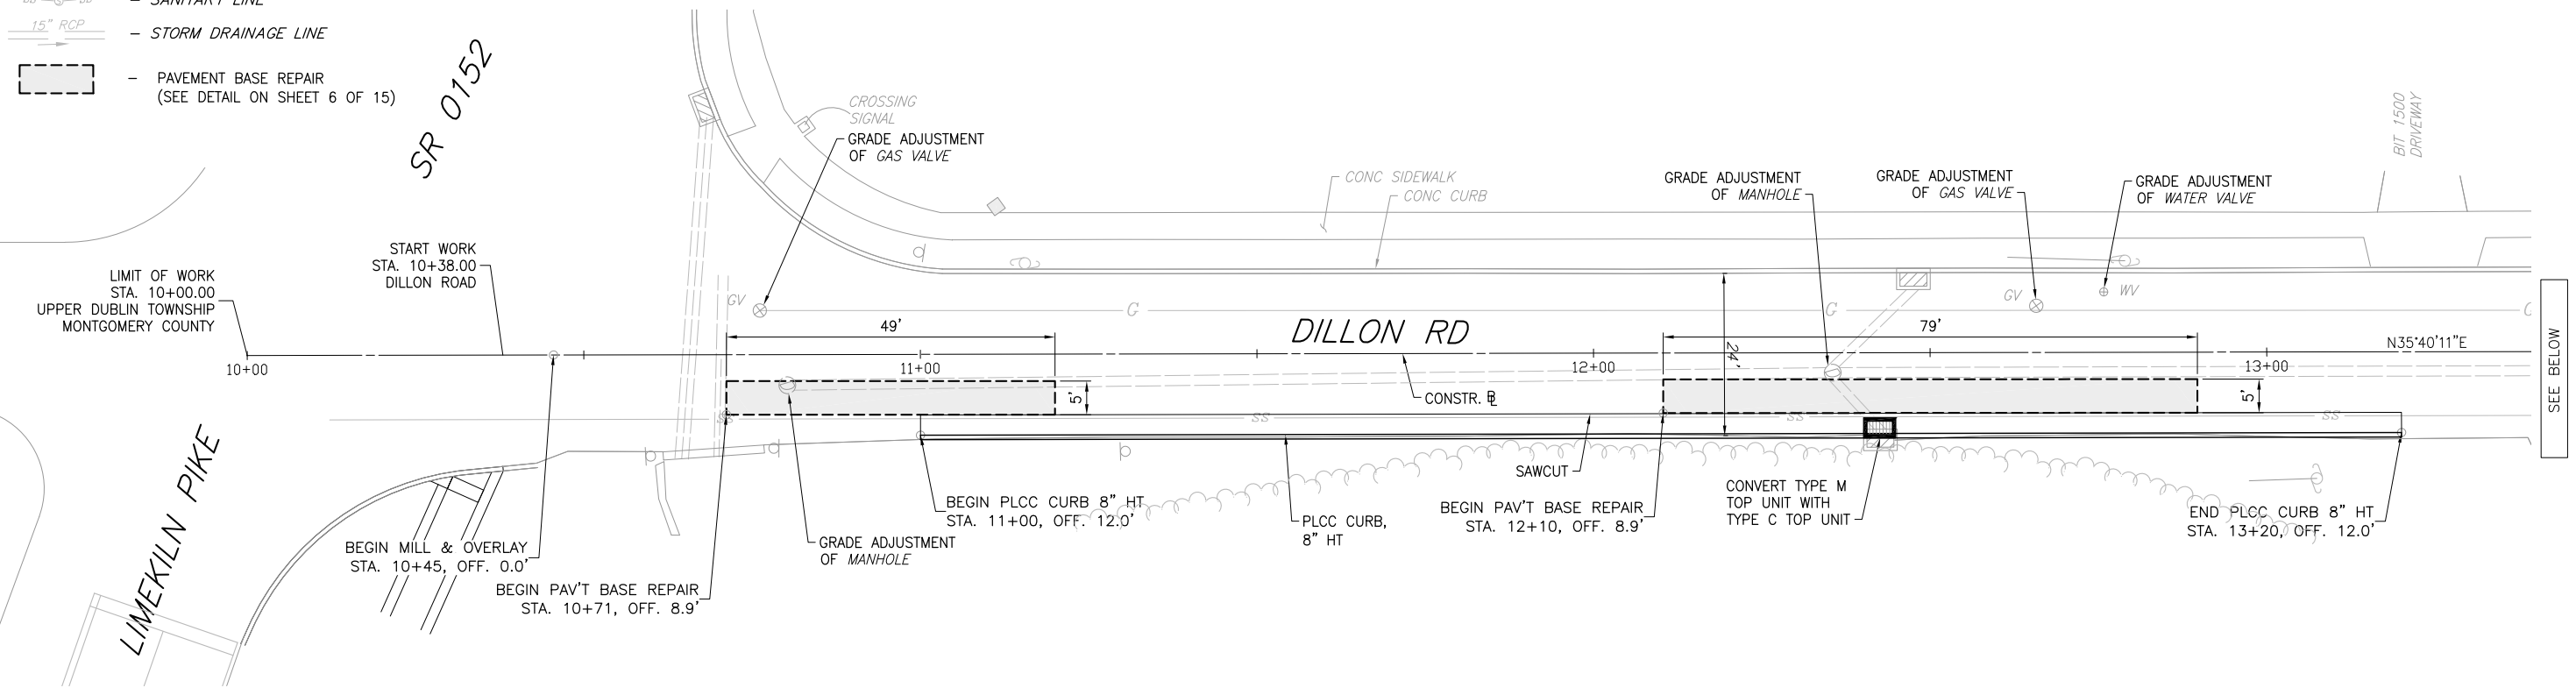 — SANITARY LINE
15" RCP
— STORM DRAINAGE LINE
— PAVEMENT BASE REPAIR
(SEE DETAIL ON SHEET 6 OF 15)
SR 0152
CROSSING
SIGNAL
GRADE ADJUSTMENT
OF GAS VALVE
CONC SIDEWALK
CONC CURB
GRADE ADJUSTMENT
OF MANHOLE
GRADE ADJUSTMENT
OF GAS VALVE
GRADE ADJUSTMENT
OF WATER VALVE
BIT 1500
DRIVEWAY
START WORK
STA. 10+38.00
DILLON ROAD
LIMIT OF WORK
STA. 10+00.00
UPPER DUBLIN TOWNSHIP
MONTGOMERY COUNTY
GV
G
G
GV
WV
49'
DILLON RD
79'
24'
N35°40'11"E
SEE BELOW
10+00
11+00
12+00
13+00
5'
CONSTR. BL
5'
SS
SS
SS
SS
LIMEKILN PIKE
SAWCUT
BEGIN PLCC CURB 8" HT
STA. 11+00, OFF. 12.0'
PLCC CURB,
8" HT
BEGIN PAV'T BASE REPAIR
STA. 12+10, OFF. 8.9'
CONVERT TYPE M
TOP UNIT WITH
TYPE C TOP UNIT
END PLCC CURB 8" HT
STA. 13+20, OFF. 12.0'
BEGIN MILL & OVERLAY
STA. 10+45, OFF. 0.0'
GRADE ADJUSTMENT
OF MANHOLE
BEGIN PAV'T BASE REPAIR
STA. 10+71, OFF. 8.9'